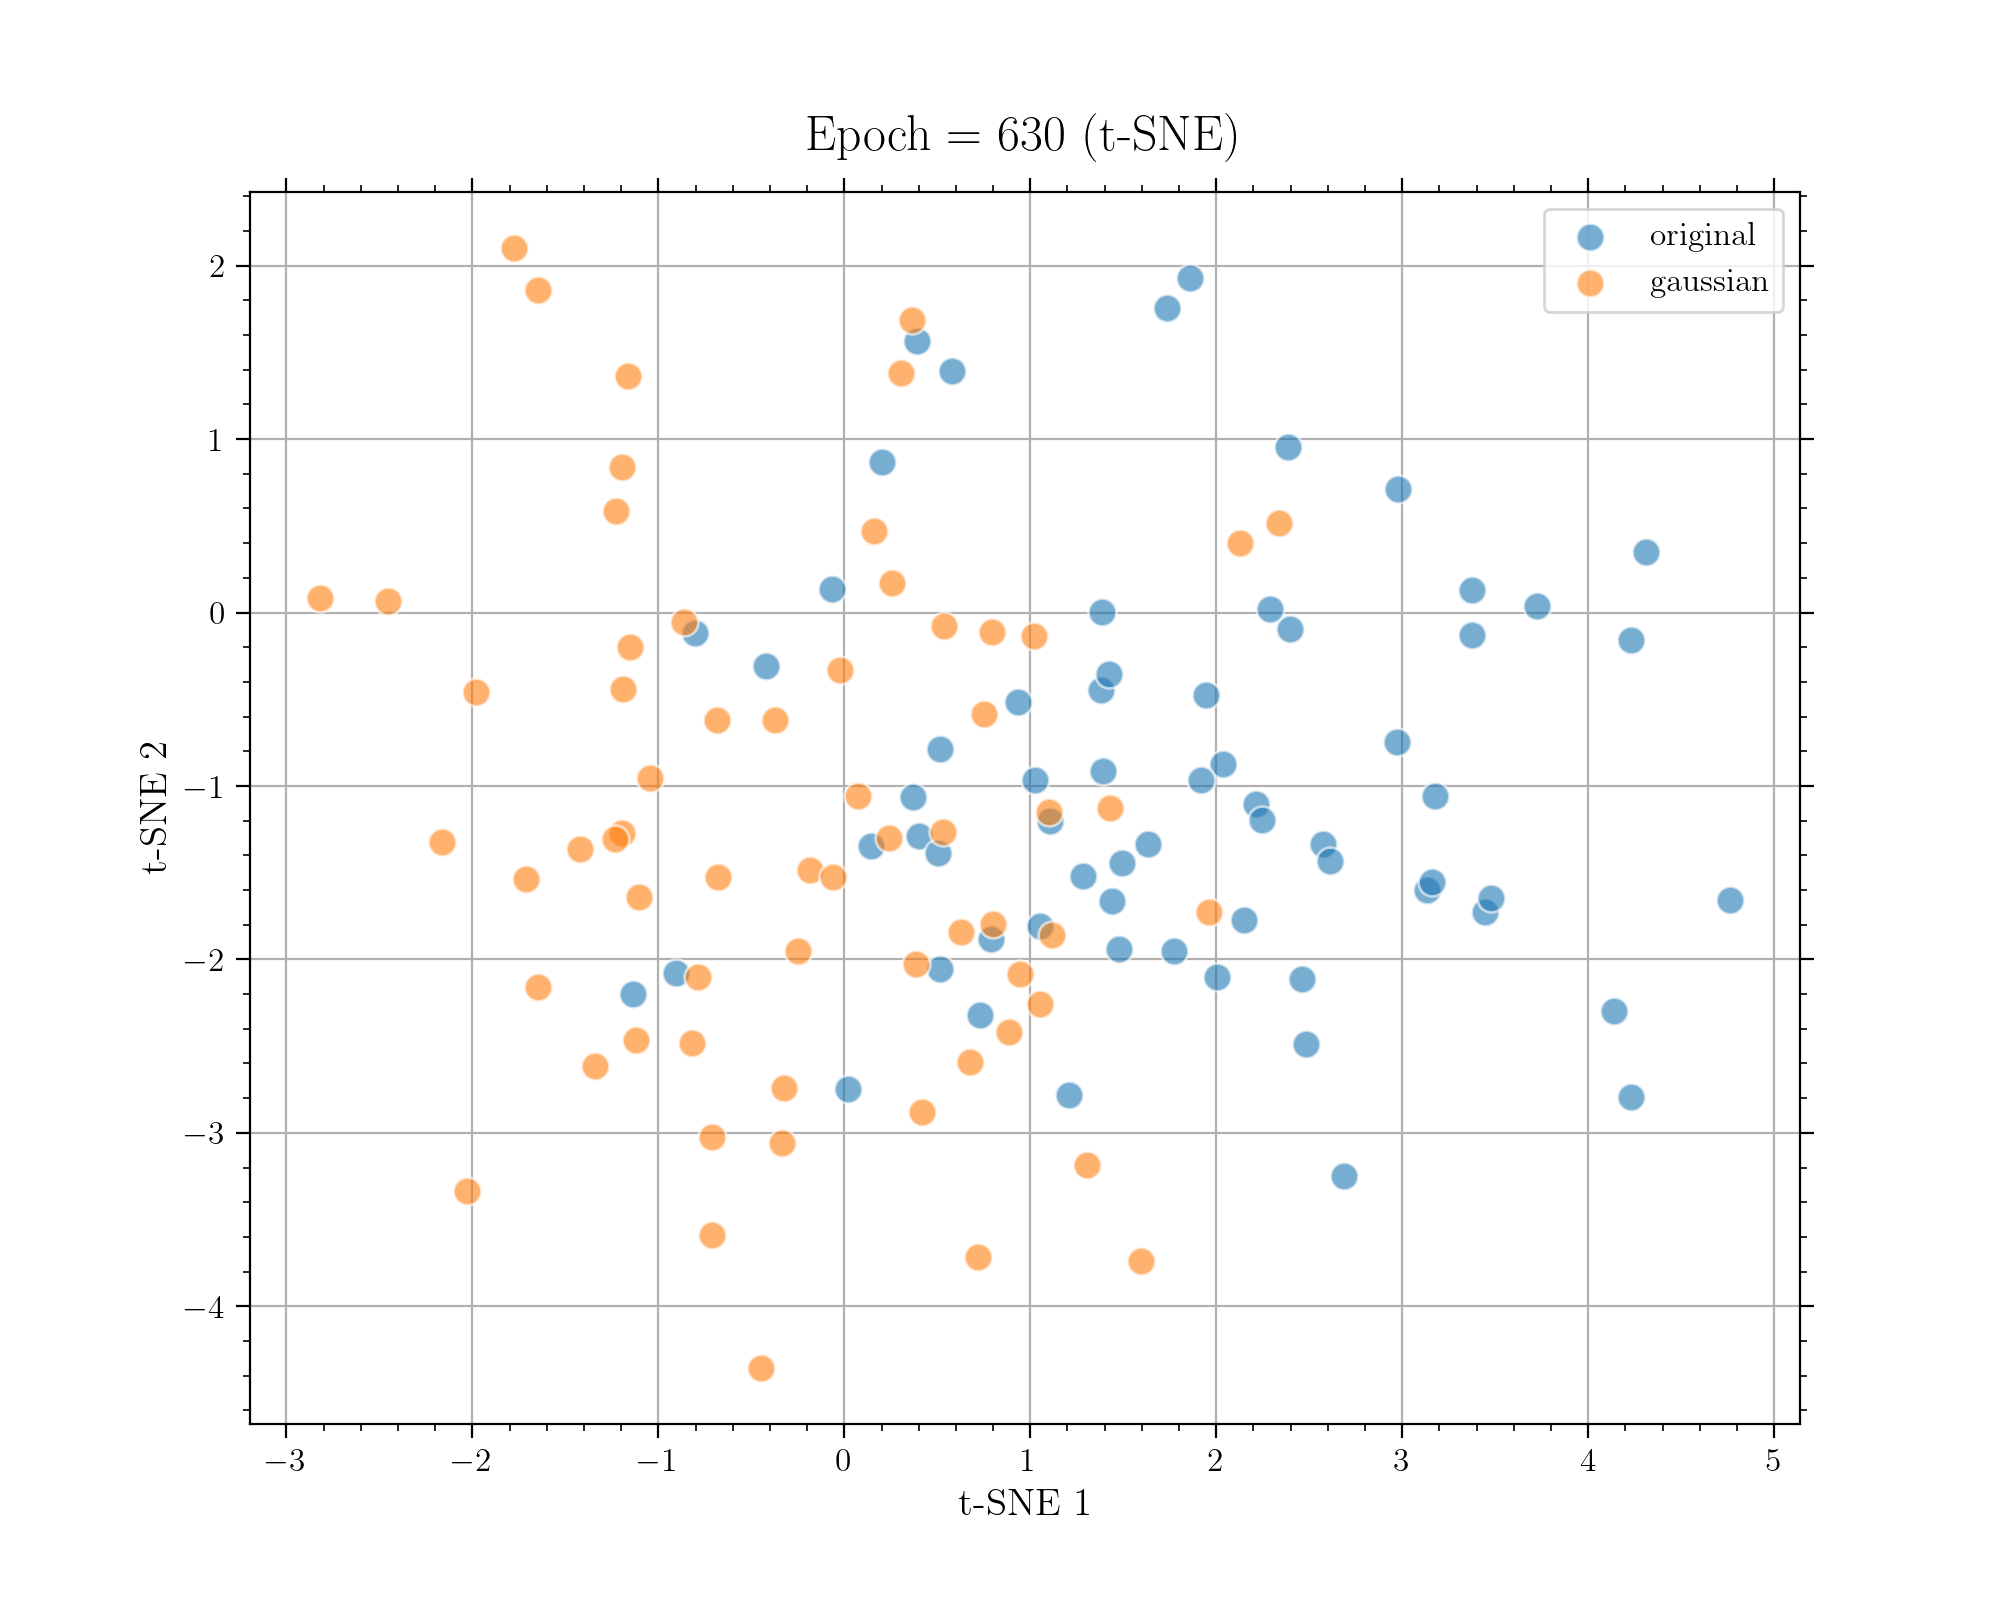 Epoch = 630 (t-SNE)
original
gaussian
2
1
0
−1
−2
−3
−4
t-SNE 2
−3 −2 −1 0 1 2 3 4 5
t-SNE 1